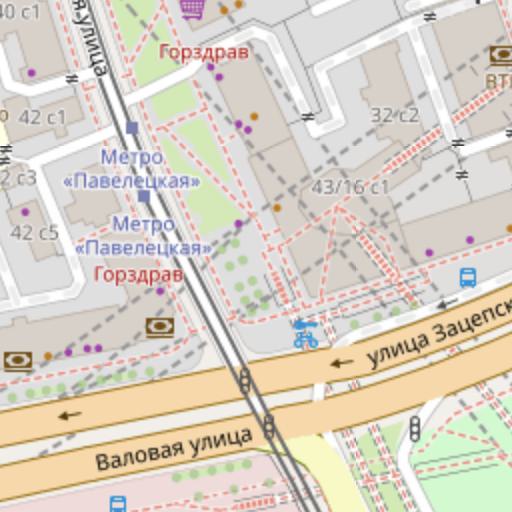 40 с1
я улица
Горздрав
ВТБ
42 с1
32 с2
Метро
«Павелецкая»
43/16 с1
2 с3
Метро
«Павелецкая»
42 с5
Горздрав
улица Зацепск
Валовая улица